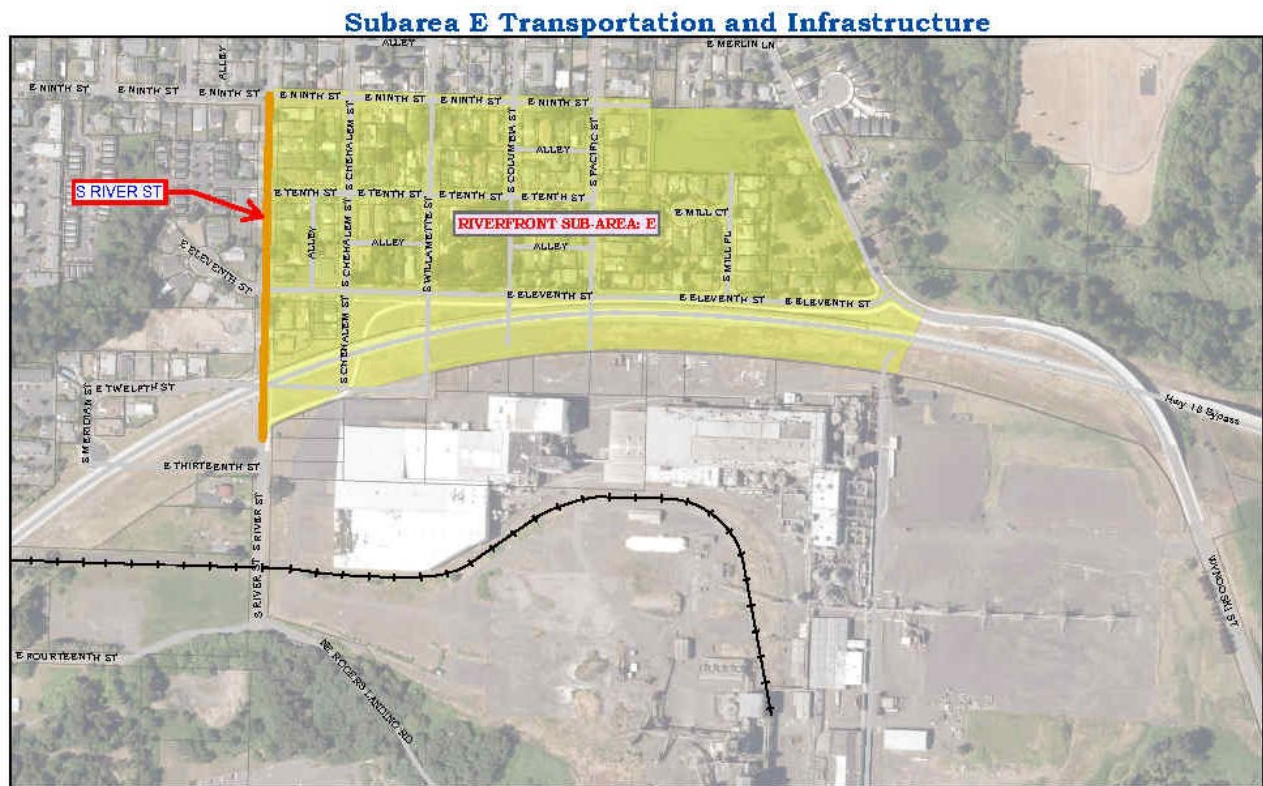 Subarea E Transportation and Infrastructure
ALLEY
E MERLIN LN
ALLEY
E NINTH ST
E NINTH ST
E NINTH ST
E NINTH ST
E NINTH ST
E NINTH ST
E NINTH ST
S CHEHALEM ST
S COLUMBIA ST
S PACIFIC ST
ALLEY
S RIVER ST
E TENTH ST
E TENTH ST
E TENTH ST
E TENTH ST
RIVERFRONT SUB-AREA: E
E MILL CT
ALLEY
S CHEHALEM ST
ALLEY
S WILLAMETTE ST
ALLEY
S MILL PL
E ELEVENTH ST
E ELEVENTH ST
E ELEVENTH ST
E ELEVENTH ST
S CHEHALEM ST
E TWELFTH ST
S MERIDIAN ST
Hwy 18 Bypass
E THIRTEENTH ST
S RIVER ST
S RIVER ST
WYNOOSKI ST
E FOURTEENTH ST
NE ROGERS LANDING RD